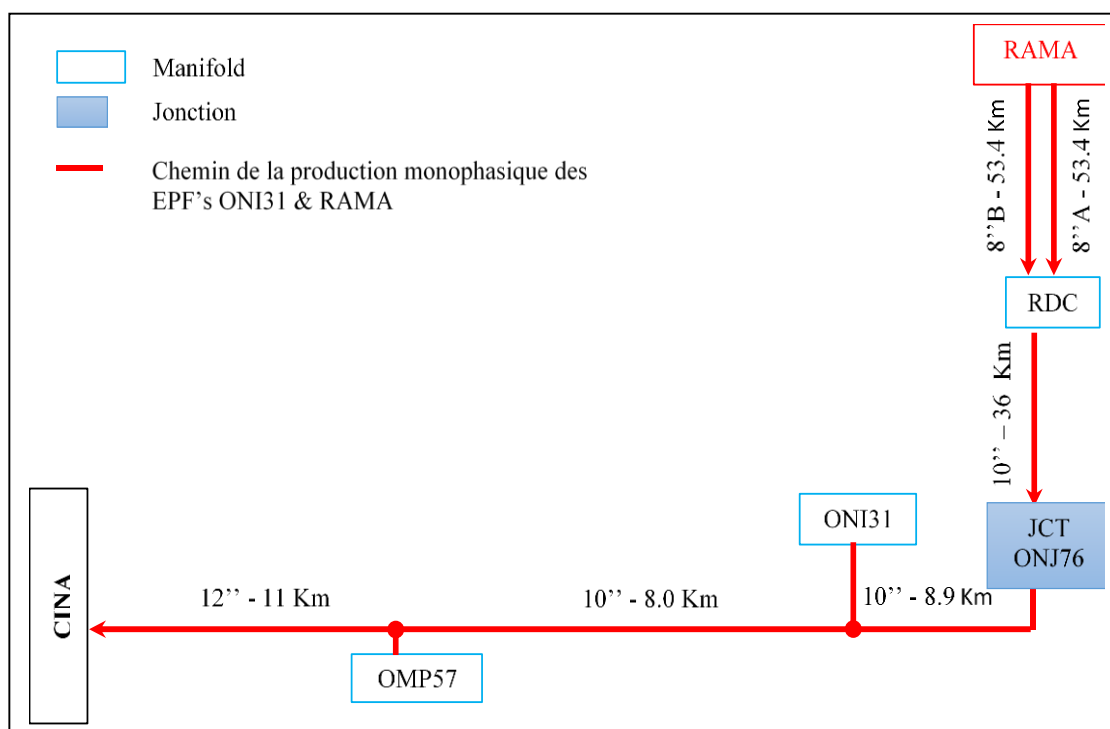 RAMA
Manifold
Jonction
Chemin de la production monophasique des
EPF’s ONI31 & RAMA
8’’B - 53.4 Km
8’’A - 53.4 Km
RDC
10’’ – 36 Km
ONI31
JCT
ONJ76
CINA
12’’ - 11 Km
10’’ - 8.0 Km
10’’ - 8.9 Km
OMP57